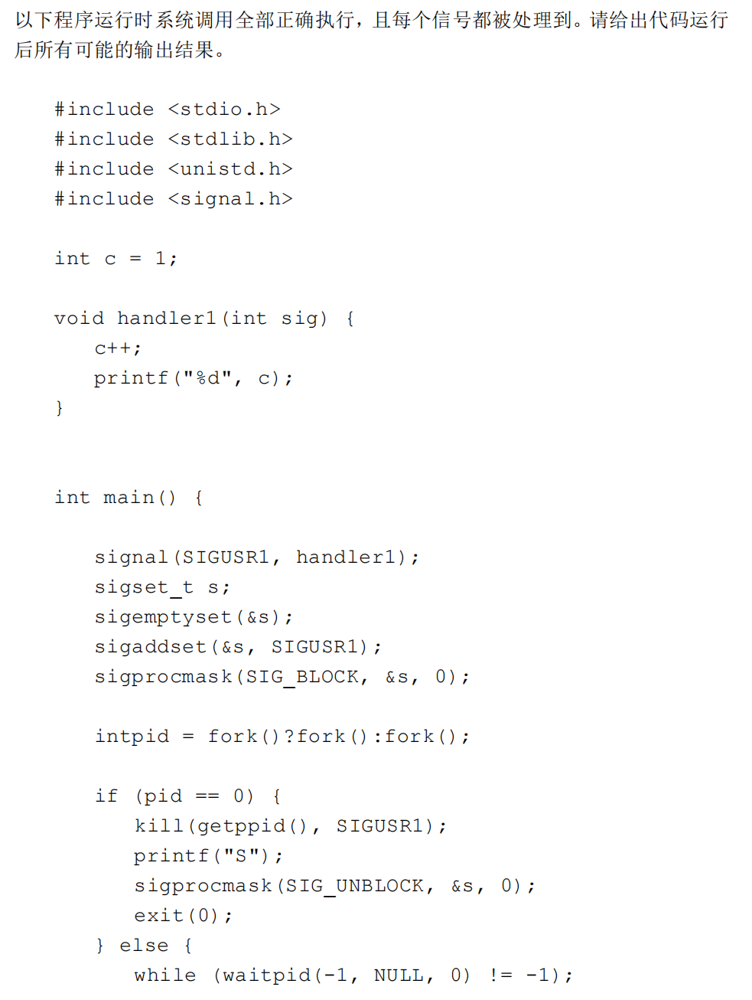 以下程序运行时系统调用全部正确执行，且每个信号都被处理到。请给出代码运行
后所有可能的输出结果。
#include <stdio.h>
#include <stdlib.h>
#include <unistd.h>
#include <signal.h>
int c = 1;
void handler1(int sig) {
c++;
printf("%d", c);
}
int main() {
signal(SIGUSR1, handler1);
sigset_t s;
sigemptyset(&s);
sigaddset(&s, SIGUSR1);
sigprocmask(SIG_BLOCK, &s, 0);
intpid = fork()?fork():fork();
if (pid == 0) {
kill(getppid(), SIGUSR1);
printf("S");
sigprocmask(SIG_UNBLOCK, &s, 0);
exit(0);
} else {
while (waitpid(-1, NULL, 0) != -1);